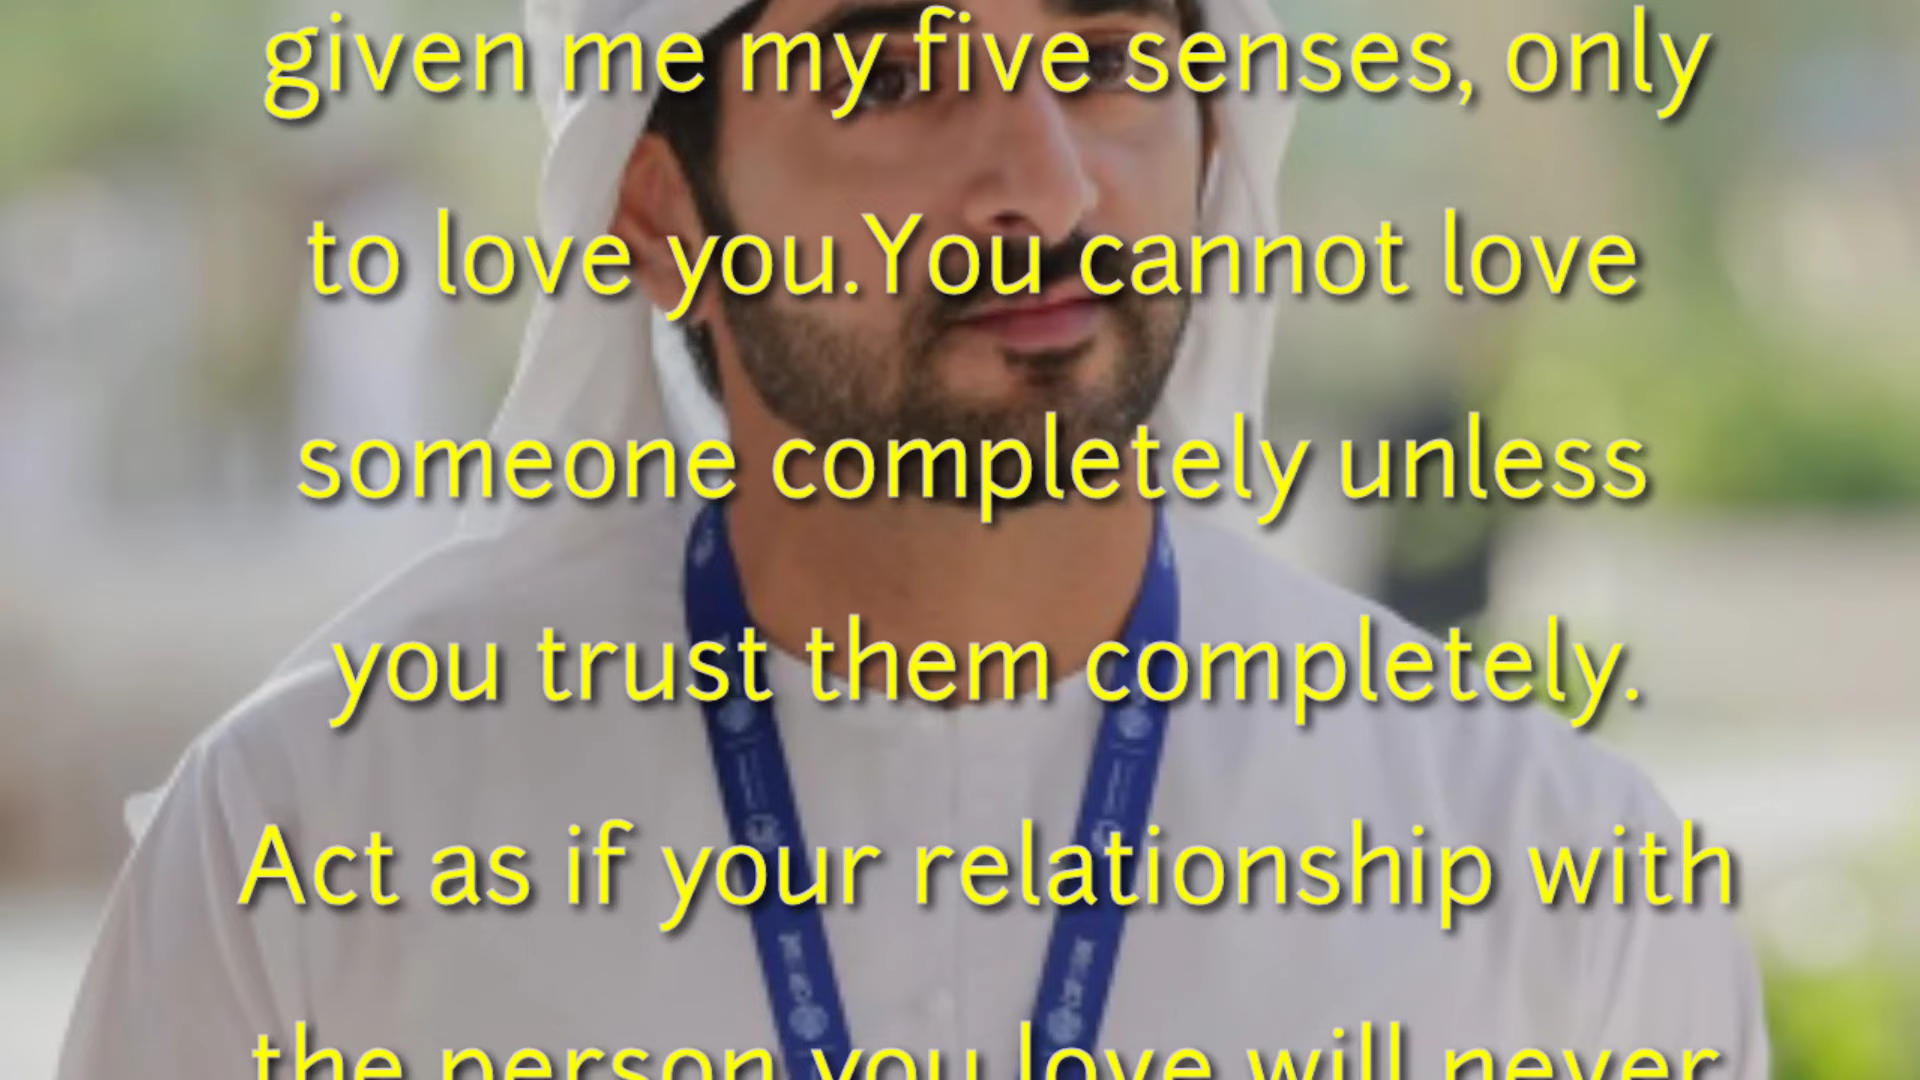 given me my five senses, only
to love you.You cannot love
someone completely unless
you trust them completely.
Act as if your relationship with
the person you love will never